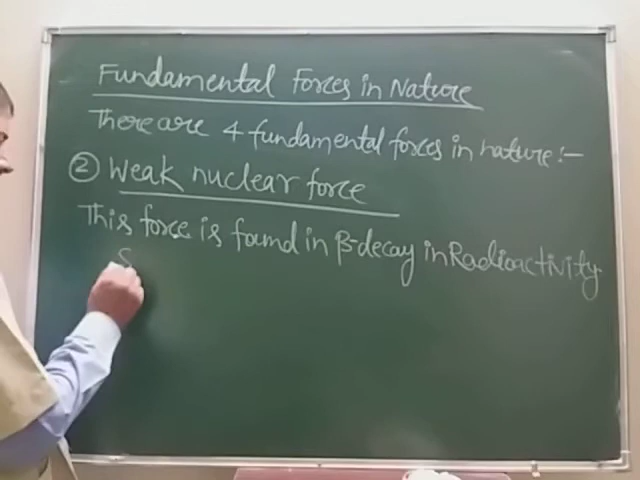 Fundamental Forces in Nature
There are 4 fundamental forces in nature:-
② Weak nuclear force
This force is found in β-decay in Radioactivity
S